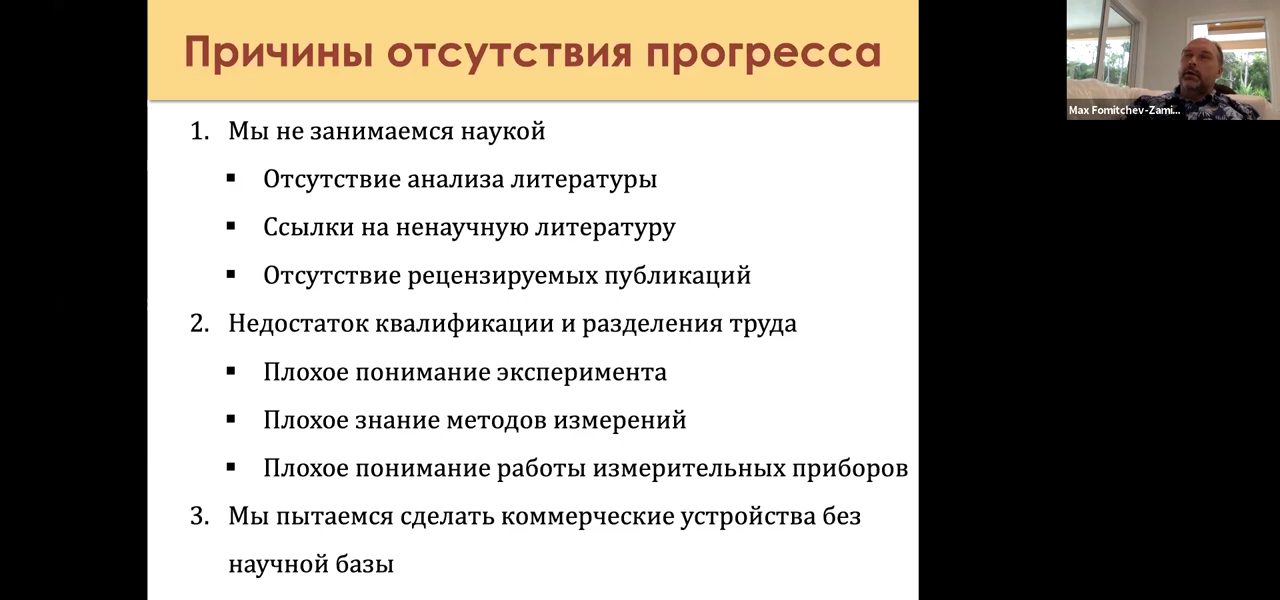 Причины отсутствия прогресса
1. Мы не занимаемся наукой
▪ Отсутствие анализа литературы
▪ Ссылки на ненаучную литературу
▪ Отсутствие рецензируемых публикаций
2. Недостаток квалификации и разделения труда
▪ Плохое понимание эксперимента
▪ Плохое знание методов измерений
▪ Плохое понимание работы измерительных приборов
3. Мы пытаемся сделать коммерческие устройства без
научной базы
Max Fomitchev-Zami...